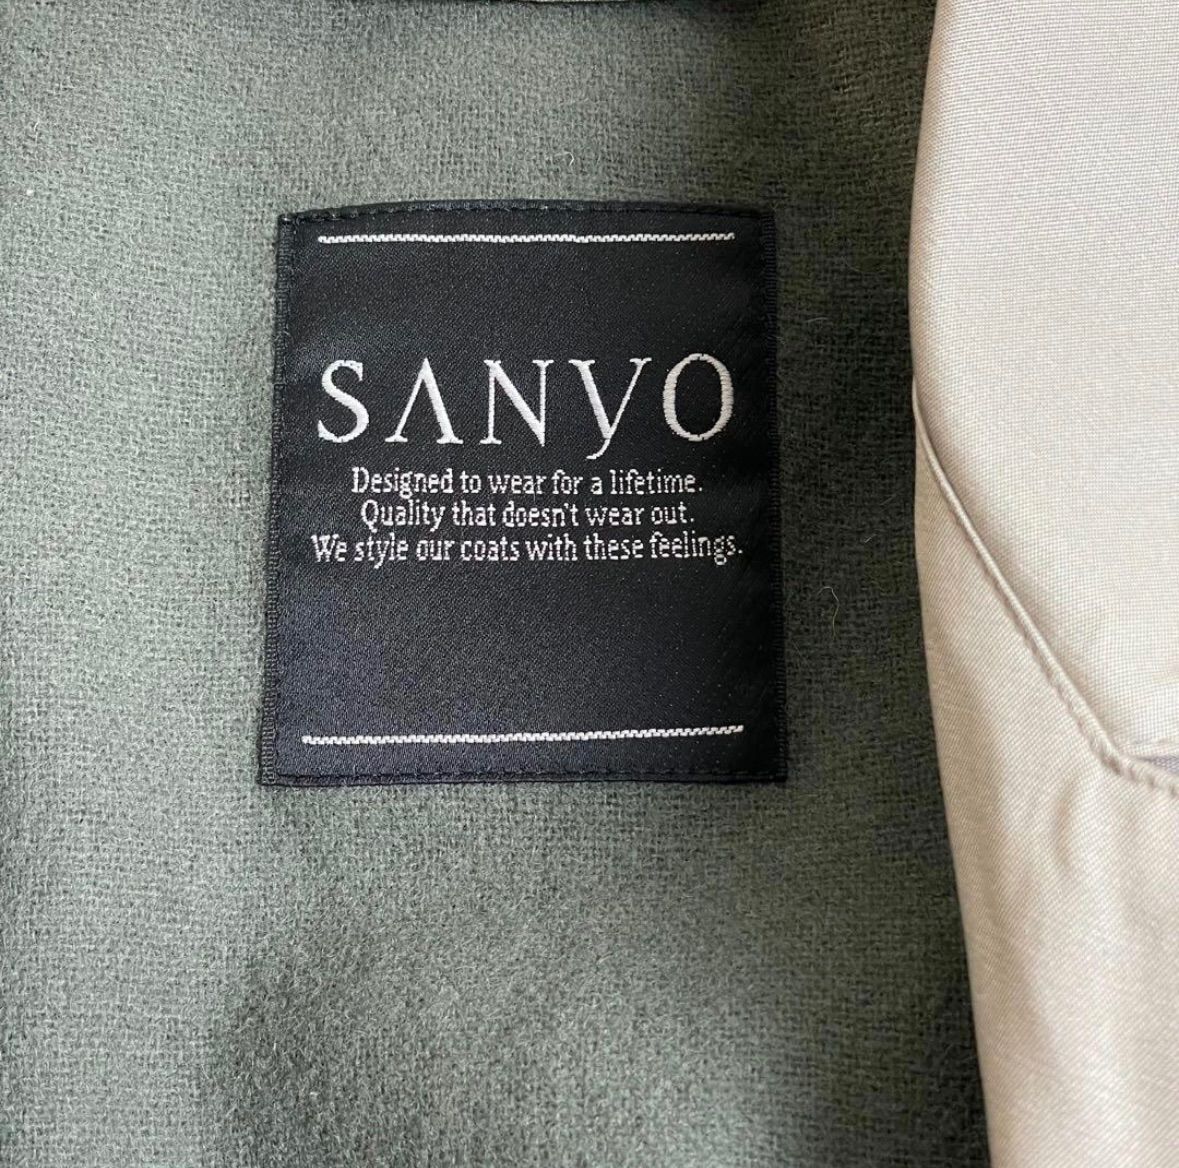 SANYO
Designed to wear for a lifetime.
Quality that doesn't wear out.
We style our coats with these feelings.